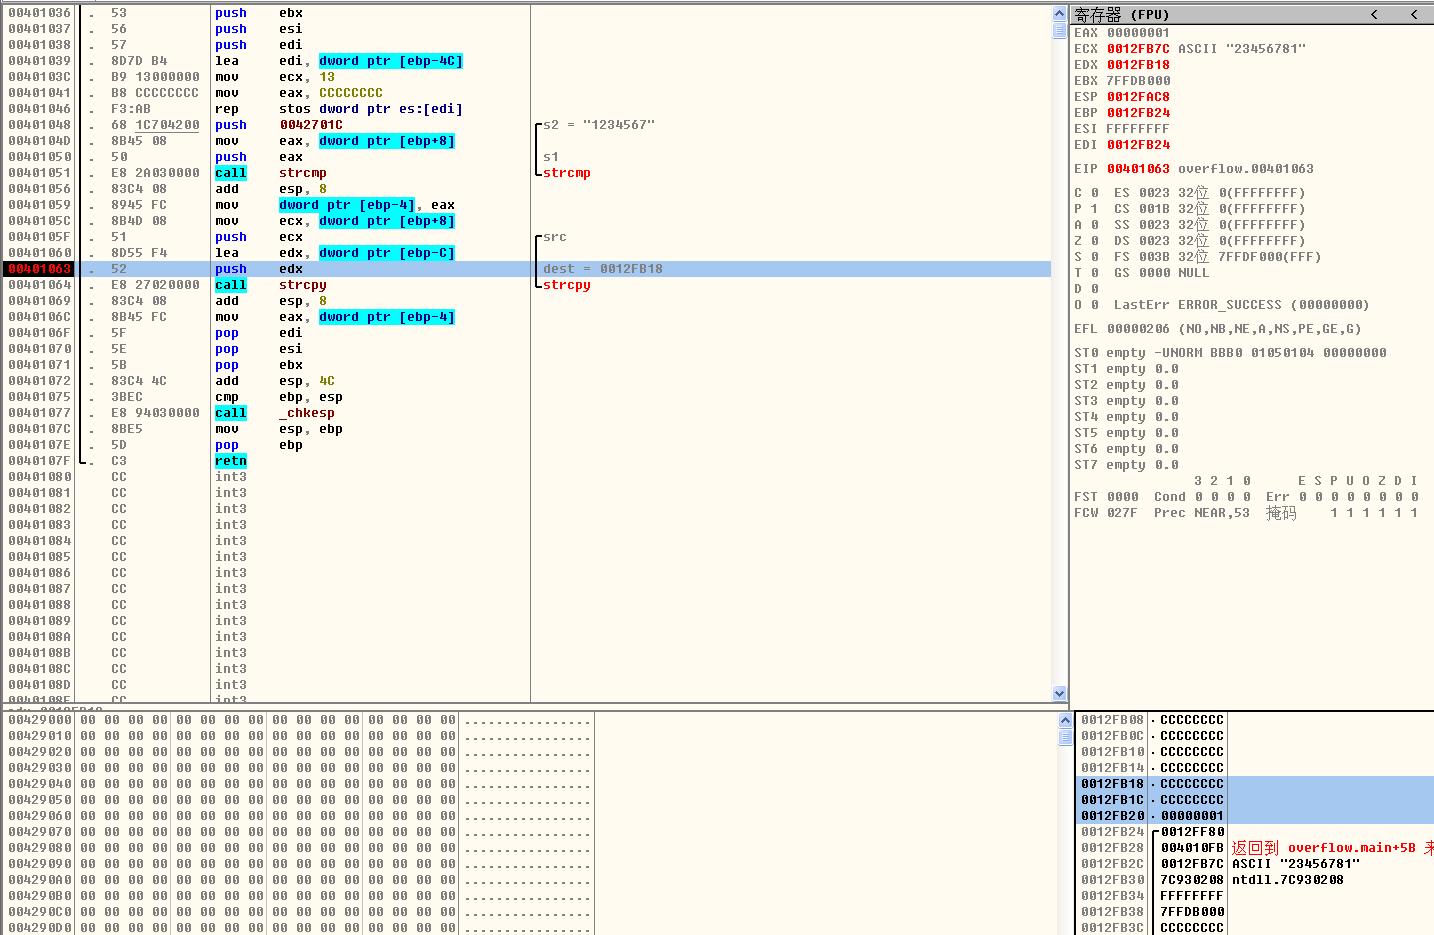 00401036 . 53 push ebx
00401037 . 56 push esi
00401038 . 57 push edi
00401039 . 8D7D B4 lea edi, dword ptr [ebp-4C]
0040103C . B9 13000000 mov ecx, 13
00401041 . B8 CCCCCCCC mov eax, CCCCCCCC
00401046 . F3:AB rep stos dword ptr es:[edi]
00401048 . 68 1C704200 push 0042701C s2 = "1234567"
0040104D . 8B45 08 mov eax, dword ptr [ebp+8]
00401050 . 50 push eax s1
00401051 . E8 2A030000 call strcmp strcmp
00401056 . 83C4 08 add esp, 8
00401059 . 8945 FC mov dword ptr [ebp-4], eax
0040105C . 8B4D 08 mov ecx, dword ptr [ebp+8]
0040105F . 51 push ecx src
00401060 . 8D55 F4 lea edx, dword ptr [ebp-C]
00401063 . 52 push edx dest = 0012FB18
00401064 . E8 27020000 call strcpy strcpy
00401069 . 83C4 08 add esp, 8
0040106C . 8B45 FC mov eax, dword ptr [ebp-4]
0040106F . 5F pop edi
00401070 . 5E pop esi
00401071 . 5B pop ebx
00401072 . 83C4 4C add esp, 4C
00401075 . 3BEC cmp ebp, esp
00401077 . E8 94030000 call _chkesp
0040107C . 8BE5 mov esp, ebp
0040107E . 5D pop ebp
0040107F . C3 retn
00401080 CC int3
00401081 CC int3
00401082 CC int3
00401083 CC int3
00401084 CC int3
00401085 CC int3
00401086 CC int3
00401087 CC int3
00401088 CC int3
00401089 CC int3
0040108A CC int3
0040108B CC int3
0040108C CC int3
0040108D CC int3
0040108E CC int3
寄存器 (FPU) < <
EAX 00000001
ECX 0012FB7C ASCII "23456781"
EDX 0012FB18
EBX 7FFDB000
ESP 0012FAC8
EBP 0012FB24
ESI FFFFFFFF
EDI 0012FB24
EIP 00401063 overflow.00401063
C 0 ES 0023 32位 0(FFFFFFFF)
P 1 CS 001B 32位 0(FFFFFFFF)
A 0 SS 0023 32位 0(FFFFFFFF)
Z 0 DS 0023 32位 0(FFFFFFFF)
S 0 FS 003B 32位 7FFDF000(FFF)
T 0 GS 0000 NULL
D 0
O 0 LastErr ERROR_SUCCESS (00000000)
EFL 00000206 (NO,NB,NE,A,NS,PE,GE,G)
ST0 empty -UNORM BBB0 01050104 00000000
ST1 empty 0.0
ST2 empty 0.0
ST3 empty 0.0
ST4 empty 0.0
ST5 empty 0.0
ST6 empty 0.0
ST7 empty 0.0
3 2 1 0 E S P U O Z D I
FST 0000 Cond 0 0 0 0 Err 0 0 0 0 0 0 0 0
FCW 027F Prec NEAR,53 掩码 1 1 1 1 1 1
00429000 00 00 00 00 00 00 00 00 00 00 00 00 00 00 00 00 ................
00429010 00 00 00 00 00 00 00 00 00 00 00 00 00 00 00 00 ................
00429020 00 00 00 00 00 00 00 00 00 00 00 00 00 00 00 00 ................
00429030 00 00 00 00 00 00 00 00 00 00 00 00 00 00 00 00 ................
00429040 00 00 00 00 00 00 00 00 00 00 00 00 00 00 00 00 ................
00429050 00 00 00 00 00 00 00 00 00 00 00 00 00 00 00 00 ................
00429060 00 00 00 00 00 00 00 00 00 00 00 00 00 00 00 00 ................
00429070 00 00 00 00 00 00 00 00 00 00 00 00 00 00 00 00 ................
00429080 00 00 00 00 00 00 00 00 00 00 00 00 00 00 00 00 ................
00429090 00 00 00 00 00 00 00 00 00 00 00 00 00 00 00 00 ................
004290A0 00 00 00 00 00 00 00 00 00 00 00 00 00 00 00 00 ................
004290B0 00 00 00 00 00 00 00 00 00 00 00 00 00 00 00 00 ................
004290C0 00 00 00 00 00 00 00 00 00 00 00 00 00 00 00 00 ................
004290D0 00 00 00 00 00 00 00 00 00 00 00 00 00 00 00 00 ................
0012FB08 · CCCCCCCC
0012FB0C · CCCCCCCC
0012FB10 · CCCCCCCC
0012FB14 · CCCCCCCC
0012FB18 · CCCCCCCC
0012FB1C · CCCCCCCC
0012FB20 · 00000001
0012FB24 0012FF80
0012FB28 004010FB 返回到 overflow.main+5B 来
0012FB2C 0012FB7C ASCII "23456781"
0012FB30 7C930208 ntdll.7C930208
0012FB34 FFFFFFFF
0012FB38 7FFDB000
0012FB3C CCCCCCCC